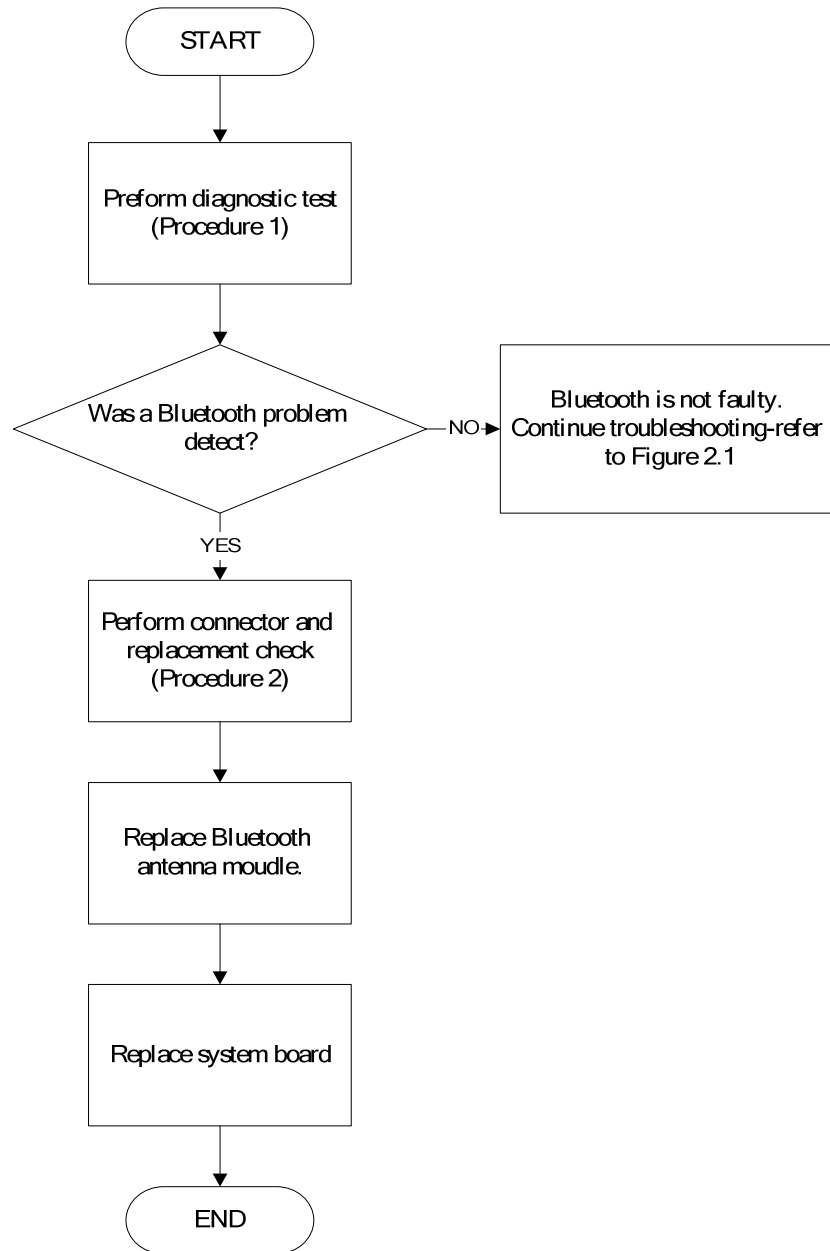 START
Preform diagnostic test
(Procedure 1)
Was a Bluetooth problem
detect?
NO
Bluetooth is not faulty.
Continue troubleshooting-refer
to Figure 2.1
YES
Perform connector and
replacement check
(Procedure 2)
Replace Bluetooth
antenna moudle.
Replace system board
END